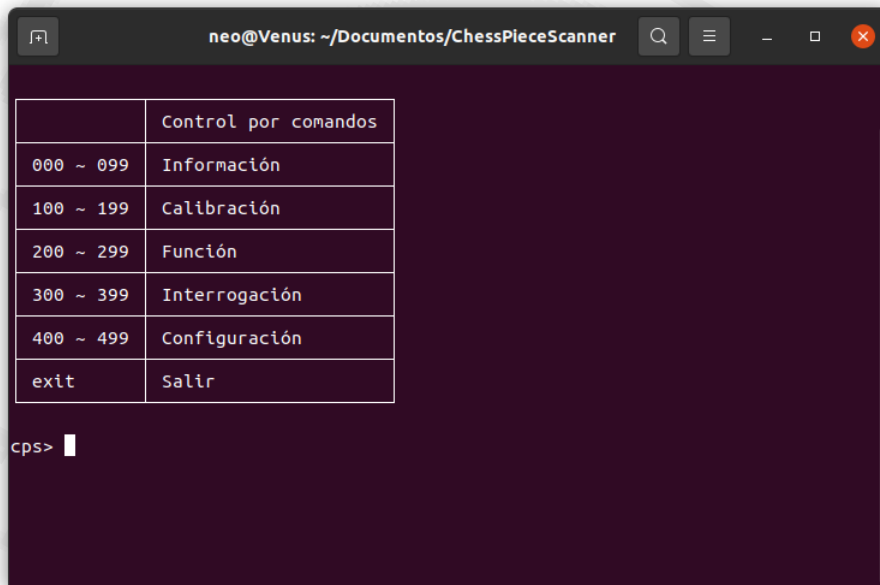 neo@Venus: ~/Documentos/ChessPieceScanner
Control por comandos
000 ~ 099 Información
100 ~ 199 Calibración
200 ~ 299 Función
300 ~ 399 Interrogación
400 ~ 499 Configuración
exit Salir
cps>